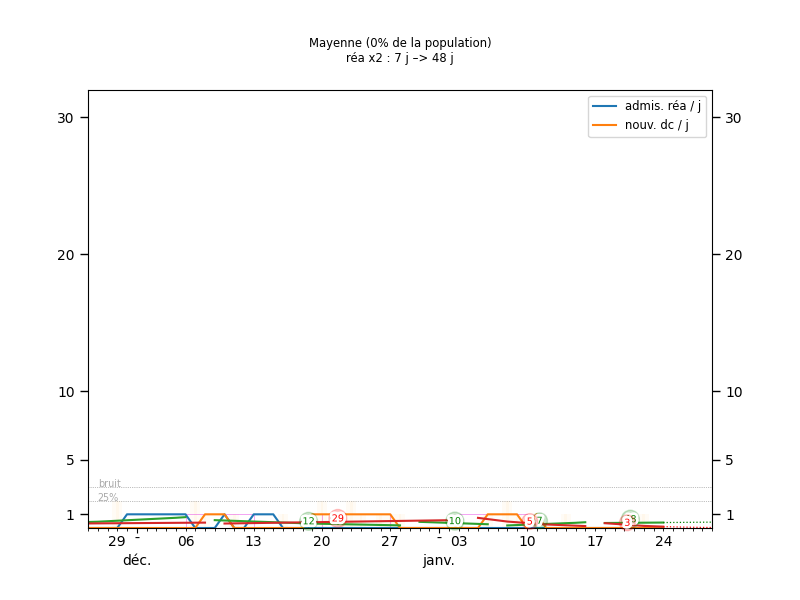 Mayenne (0% de la population)
réa x2 : 7 j –> 48 j
admis. réa / j
nouv. dc / j
30 30
20 20
10 10
5 5
bruit
25%
1 1
12 29 10 5 7 3
29 - 06 13 20 27 - 03 10 17 24
déc. janv.